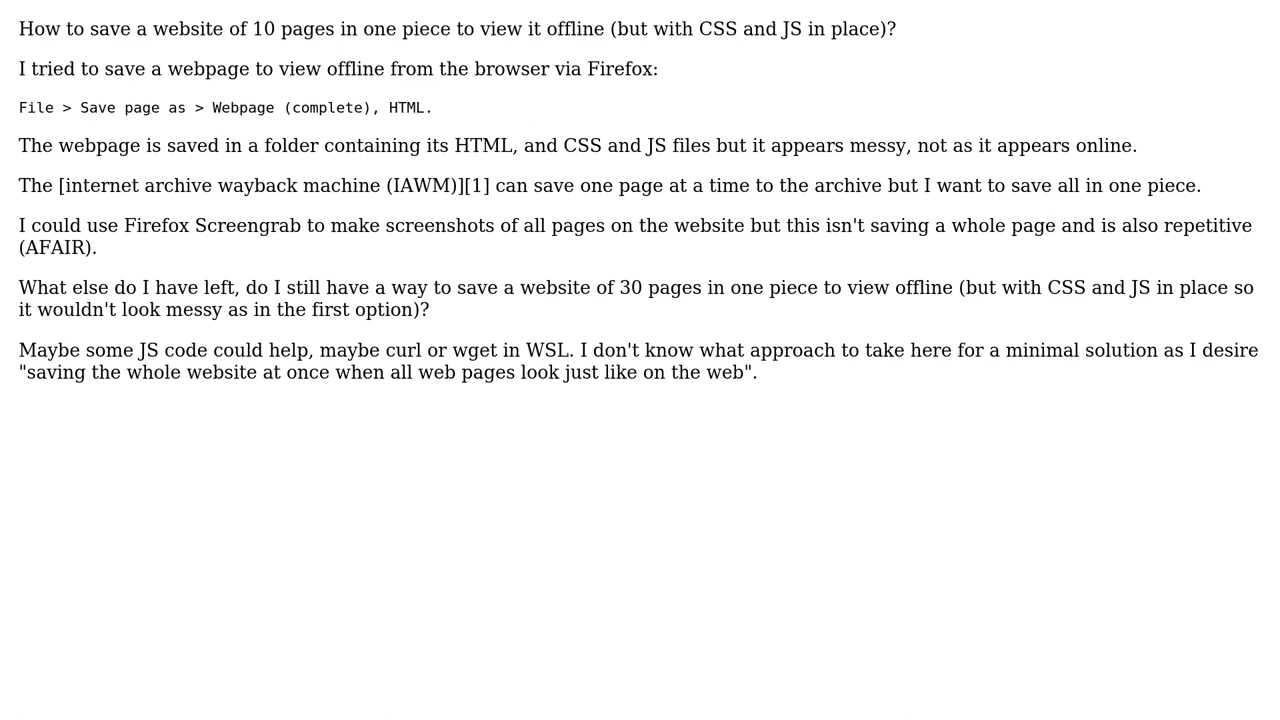 How to save a website of 10 pages in one piece to view it offline (but with CSS and JS in place)?
I tried to save a webpage to view offline from the browser via Firefox:
File > Save page as > Webpage (complete), HTML.
The webpage is saved in a folder containing its HTML, and CSS and JS files but it appears messy, not as it appears online.
The [internet archive wayback machine (IAWM)][1] can save one page at a time to the archive but I want to save all in one piece.
I could use Firefox Screengrab to make screenshots of all pages on the website but this isn't saving a whole page and is also repetitive
(AFAIR).
What else do I have left, do I still have a way to save a website of 30 pages in one piece to view offline (but with CSS and JS in place so
it wouldn't look messy as in the first option)?
Maybe some JS code could help, maybe curl or wget in WSL. I don't know what approach to take here for a minimal solution as I desire
"saving the whole website at once when all web pages look just like on the web".